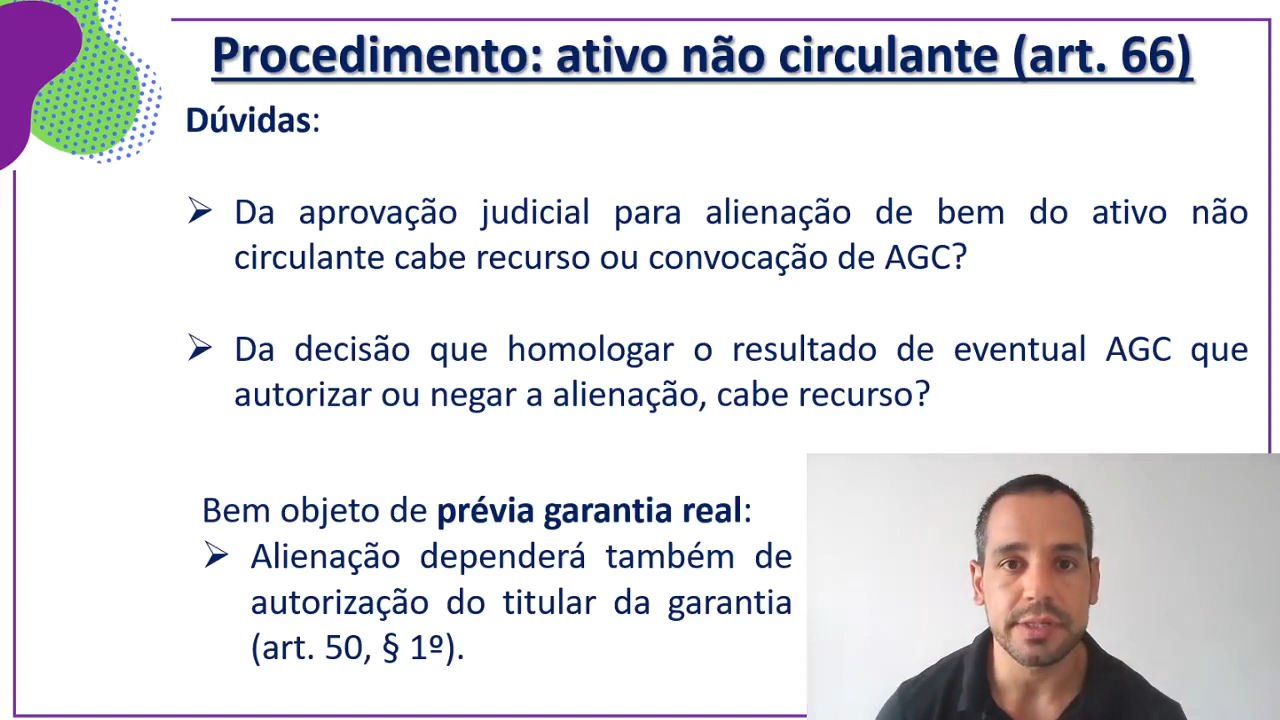 Procedimento: ativo não circulante (art. 66)
Dúvidas:
➢ Da aprovação judicial para alienação de bem do ativo não
circulante cabe recurso ou convocação de AGC?
➢ Da decisão que homologar o resultado de eventual AGC que
autorizar ou negar a alienação, cabe recurso?
Bem objeto de prévia garantia real:
➢ Alienação dependerá também de
autorização do titular da garantia
(art. 50, § 1º).